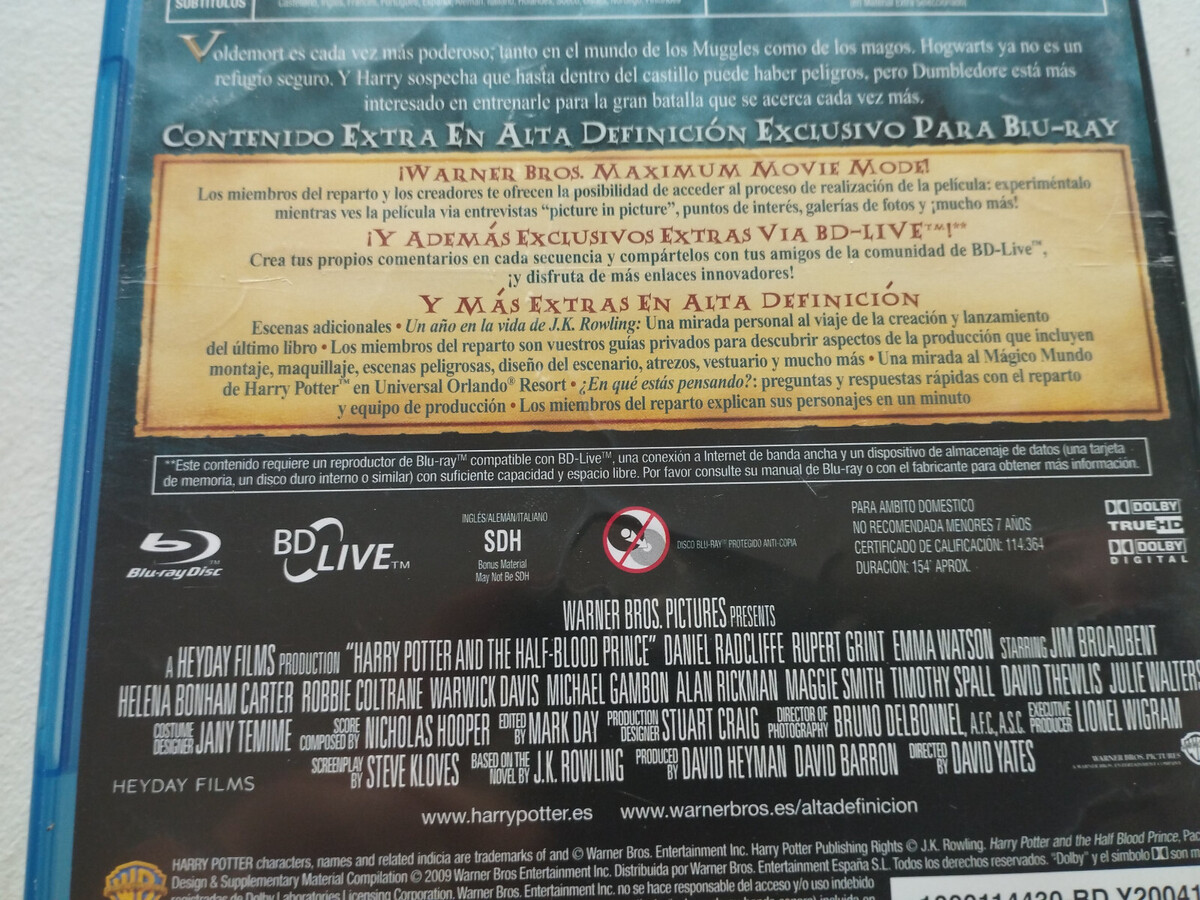 SUBTÍTULOS
Voldemort es cada vez más poderoso, tanto en el mundo de los Muggles como de los magos. Hogwarts ya no es un
refugio seguro. Y Harry sospecha que hasta dentro del castillo puede haber peligros, pero Dumbledore está más
interesado en entrenarle para la gran batalla que se acerca cada vez más.
CONTENIDO EXTRA EN ALTA DEFINICIÓN EXCLUSIVO PARA BLU-RAY
¡WARNER BROS. MAXIMUM MOVIE MODE!
Los miembros del reparto y los creadores te ofrecen la posibilidad de acceder al proceso de realización de la película: experiméntalo
mientras ves la película via entrevistas "picture in picture", puntos de interés, galerías de fotos y ¡mucho más!
¡Y ADEMÁS EXCLUSIVOS EXTRAS VIA BD-LIVE™!**
Crea tus propios comentarios en cada secuencia y compártelos con tus amigos de la comunidad de BD-Live™,
¡y disfruta de más enlaces innovadores!
Y MÁS EXTRAS EN ALTA DEFINICIÓN
Escenas adicionales • Un año en la vida de J.K. Rowling: Una mirada personal al viaje de la creación y lanzamiento
del último libro • Los miembros del reparto son vuestros guías privados para descubrir aspectos de la producción que incluyen
montaje, maquillaje, escenas peligrosas, diseño del escenario, atrezos, vestuario y mucho más • Una mirada al Mágico Mundo
de Harry Potter™ en Universal Orlando® Resort • ¿En qué estás pensando?: preguntas y respuestas rápidas con el reparto
y equipo de producción • Los miembros del reparto explican sus personajes en un minuto
**Este contenido requiere un reproductor de Blu-ray™ compatible con BD-Live™, una conexión a Internet de banda ancha y un dispositivo de almacenaje de datos (una tarjeta
de memoria, un disco duro interno o similar) con suficiente capacidad y espacio libre. Por favor consulte su manual de Blu-ray o con el fabricante para obtener más información.
Blu-ray Disc
BD LIVE™
INGLÉS/ALEMÁN/ITALIANO
SDH
Bonus Material
May Not Be SDH
DISCO BLU-RAY™ PROTEGIDO ANTI-COPIA
PARA AMBITO DOMESTICO
NO RECOMENDADA MENORES 7 AÑOS
CERTIFICADO DE CALIFICACIÓN: 114.364
DURACIÓN: 154' APROX.
DOLBY
TRUEHD
DOLBY
DIGITAL
WARNER BROS. PICTURES PRESENTS
A HEYDAY FILMS PRODUCTION "HARRY POTTER AND THE HALF-BLOOD PRINCE" DANIEL RADCLIFFE RUPERT GRINT EMMA WATSON STARRING JIM BROADBENT
HELENA BONHAM CARTER ROBBIE COLTRANE WARWICK DAVIS MICHAEL GAMBON ALAN RICKMAN MAGGIE SMITH TIMOTHY SPALL DAVID THEWLIS JULIE WALTERS
COSTUME DESIGNER JANY TEMIME SCORE COMPOSED BY NICHOLAS HOOPER EDITED BY MARK DAY PRODUCTION DESIGNER STUART CRAIG DIRECTOR OF PHOTOGRAPHY BRUNO DELBONNEL, A.F.C., A.S.C. EXECUTIVE PRODUCER LIONEL WIGRAM
SCREENPLAY BY STEVE KLOVES BASED ON THE NOVEL BY J.K. ROWLING PRODUCED BY DAVID HEYMAN DAVID BARRON DIRECTED BY DAVID YATES
HEYDAY FILMS
WARNER BROS. PICTURES
www.harrypotter.es www.warnerbros.es/altadefinicion
HARRY POTTER characters, names and related indicia are trademarks of and © Warner Bros. Entertainment Inc. Harry Potter Publishing Rights © J.K. Rowling. Harry Potter and the Half Blood Prince,
Design & Supplementary Material Compilation © 2009 Warner Bros. Entertainment Inc. Distribuida por Warner Bros. Entertainment España S.L. Todos los derechos reservados. "Dolby" y el símbolo son
registradas de Dolby Laboratories Licensing Corporation. Warner Bros. Entertainment Inc. no se hace responsable del acceso y/o uso indebido
1000114430 BD Y20041